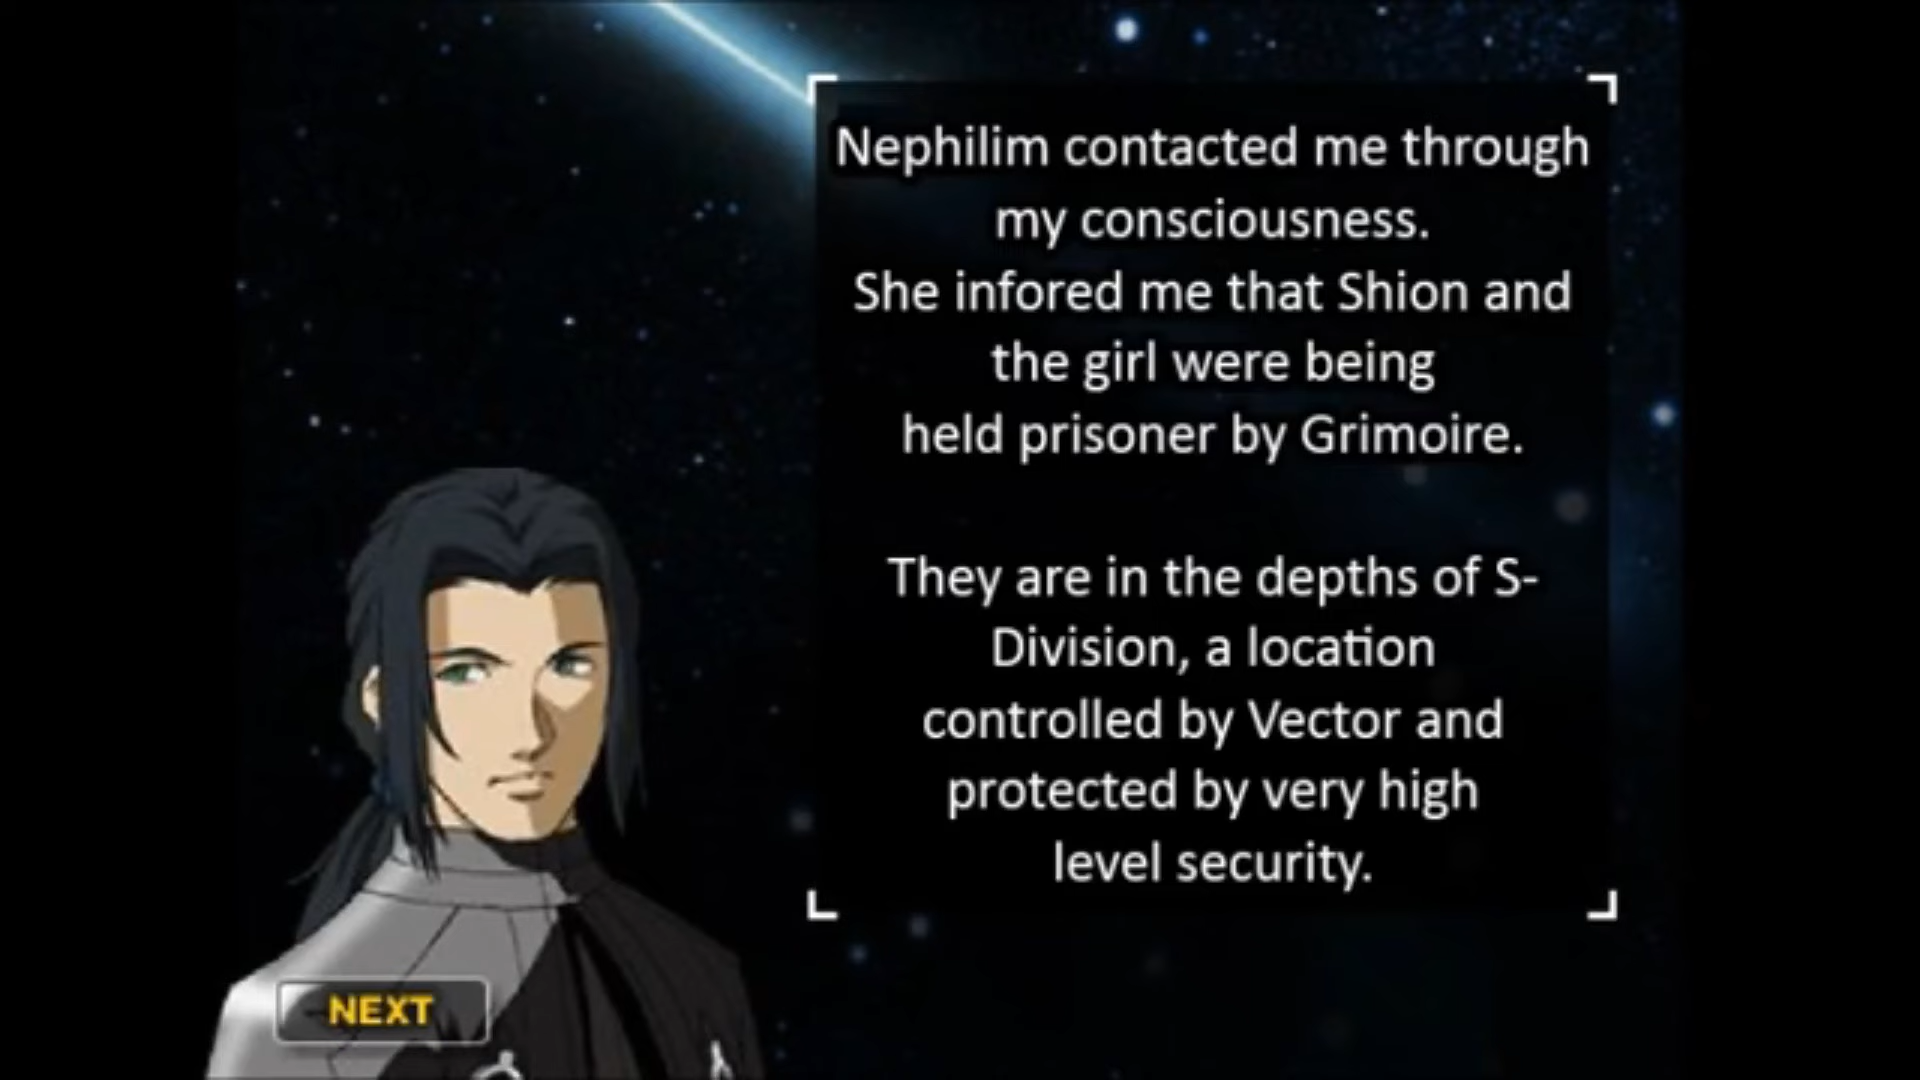 Nephilim contacted me through
my consciousness.
She infored me that Shion and
the girl were being
held prisoner by Grimoire.
They are in the depths of S-
Division, a location
controlled by Vector and
protected by very high
level security.
NEXT